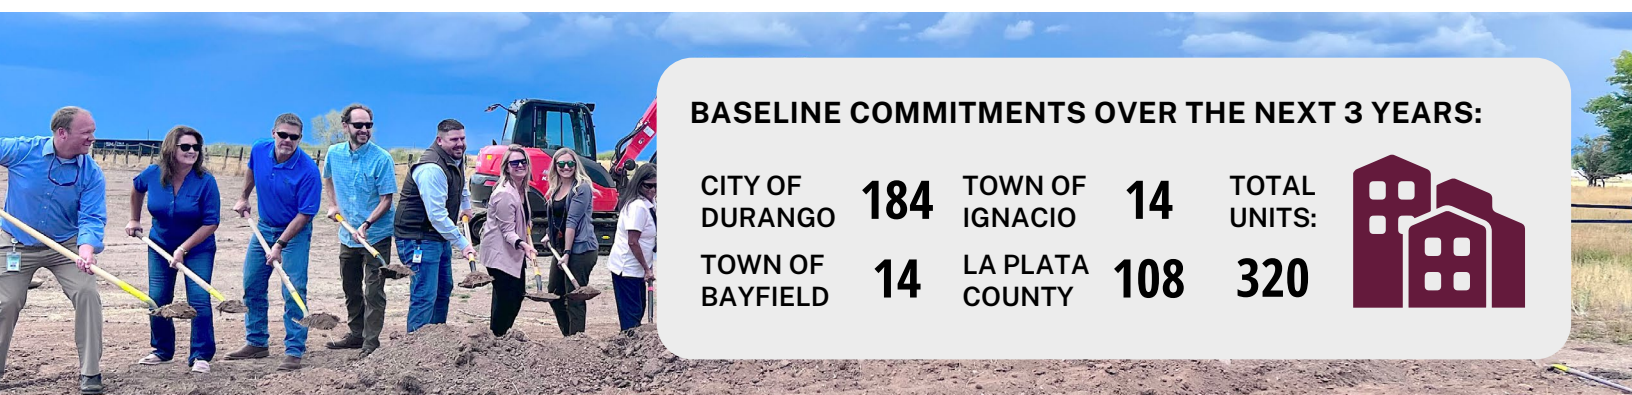 BASELINE COMMITMENTS OVER THE NEXT 3 YEARS:
CITY OF
DURANGO
184
TOWN OF
IGNACIO
14
TOTAL
UNITS:
TOWN OF
BAYFIELD
14
LA PLATA
COUNTY
108
320